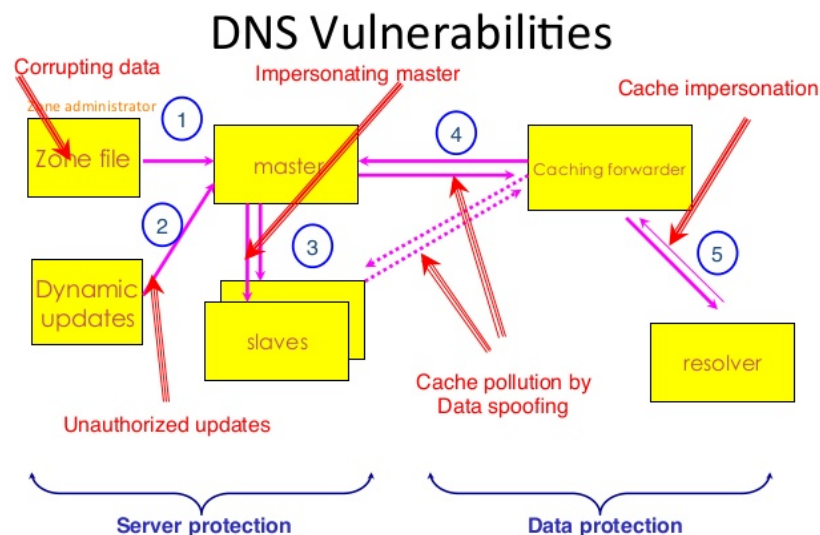 DNS Vulnerabilities
Corrupting data
Impersonating master
Cache impersonation
Zone administrator
1
4
Zone file
master
Caching forwarder
2
3
5
Dynamic
updates
slaves
resolver
Cache pollution by
Data spoofing
Unauthorized updates
Server protection
Data protection